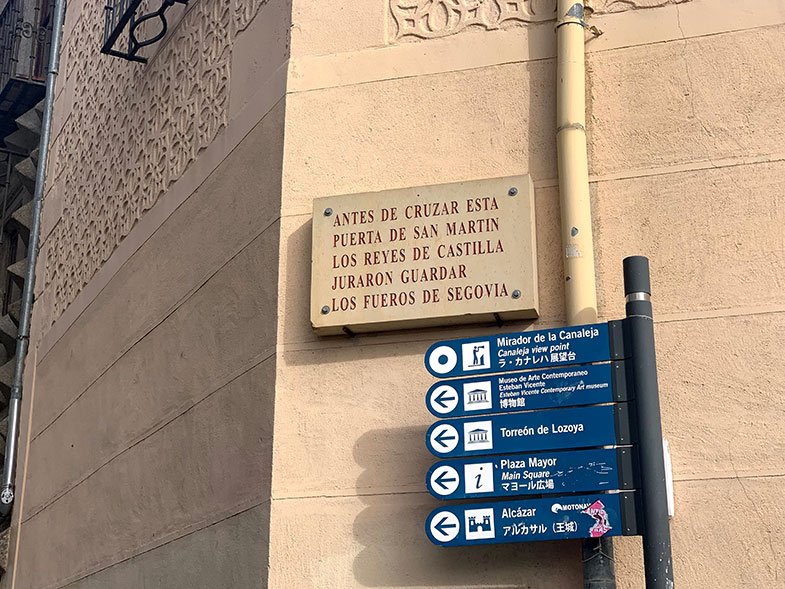 ANTES DE CRUZAR ESTA
PUERTA DE SAN MARTIN
LOS REYES DE CASTILLA
JURARON GUARDAR
LOS FUEROS DE SEGOVIA
Mirador de la Canaleja
Canaleja view point
ラ・カナレハ展望台
Museo de Arte Contemporaneo
Esteban Vicente
Esteban Vicente Contemporary Art museum
博物館
Torreón de Lozoya
i
Plaza Mayor
Main Square
マヨール広場
Alcázar
アルカサル（王城）